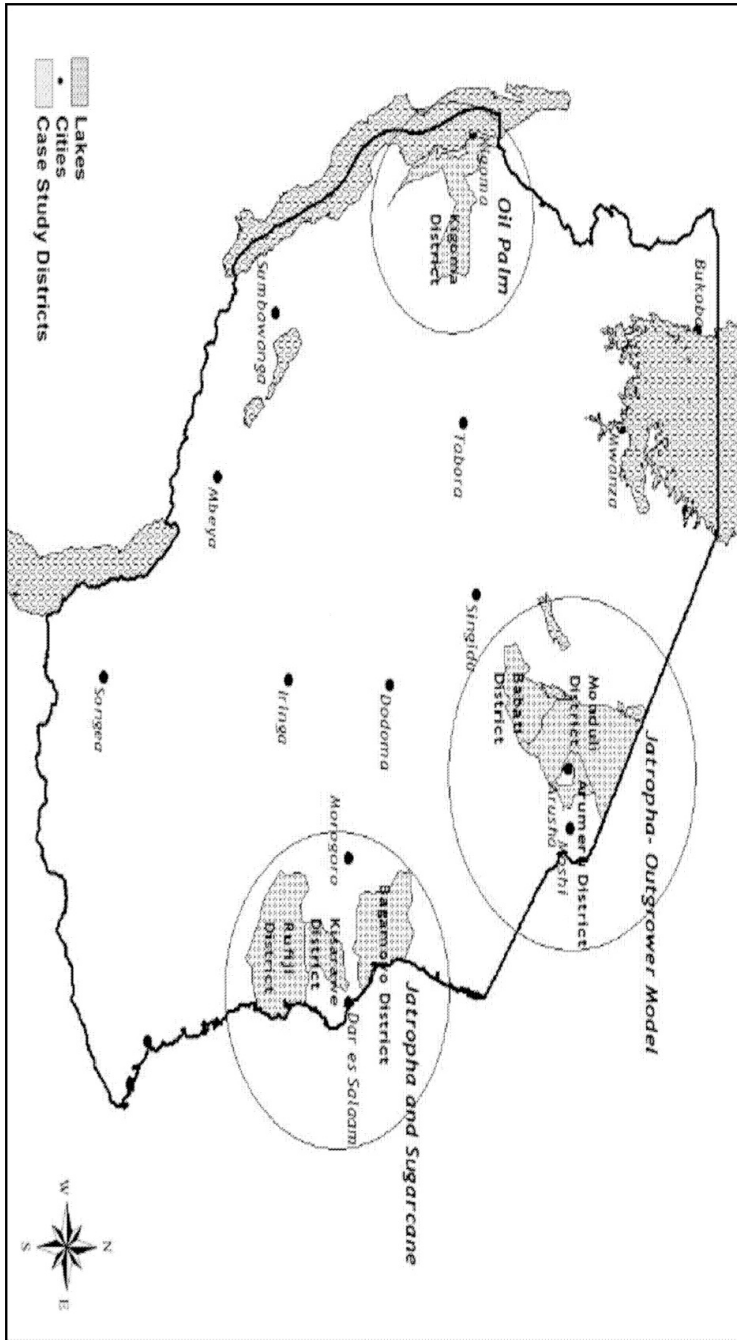 Bukoba
Mwanza
Kigoma
Oil Palm
Kigoma
District
Tabora
Singida
Sumbawanga
Mbeya
Dodoma
Iringa
Songea
Morogoro
Jatropha- Outgrower Model
Monduli
District
Babati
District
Arumeru District
Arusha
Moshi
Jatropha and Sugarcane
Bagamoyo District
Kisarawe
District
Rufiji
District
Dar es Salaam
Lakes
Cities
Case Study Districts
N
W
E
S